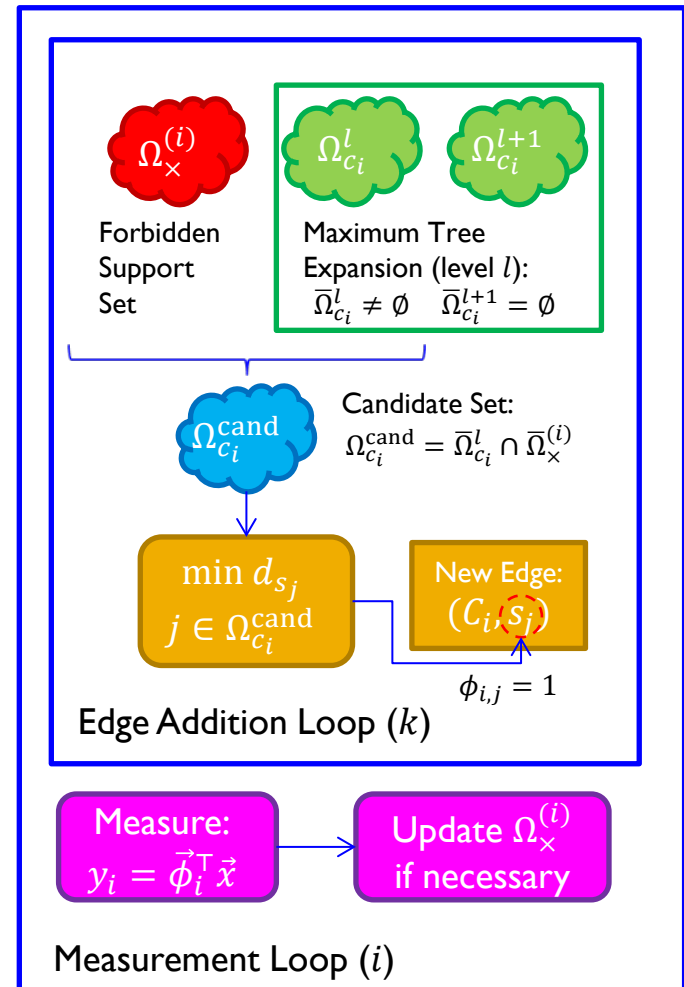 Ω_×^(i)
Ω_{c_i}^l
Ω_{c_i}^{l+1}
Forbidden
Support
Set
Maximum Tree
Expansion (level l):
Ω̅_{c_i}^l ≠ ∅ Ω̅_{c_i}^{l+1} = ∅
Ω_{c_i}^cand
Candidate Set:
Ω_{c_i}^cand = Ω̅_{c_i}^l ∩ Ω̅_×^(i)
min d_{s_j}
j ∈ Ω_{c_i}^cand
New Edge:
(C_i, s_j)
ϕ_{i,j} = 1
Edge Addition Loop (k)
Measure:
y_i = ϕ⃗_i^⊤ x⃗
Update Ω_×^(i)
if necessary
Measurement Loop (i)